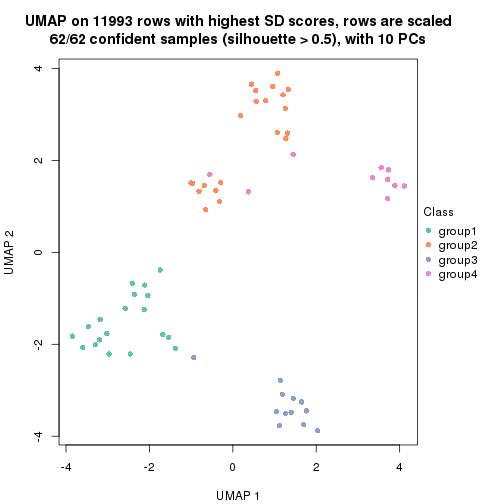 UMAP on 11993 rows with highest SD scores, rows are scaled
62/62 confident samples (silhouette > 0.5), with 10 PCs
4
2
0
-2
-4
UMAP 2
-4
-2
0
2
4
UMAP 1
Class
group1
group2
group3
group4